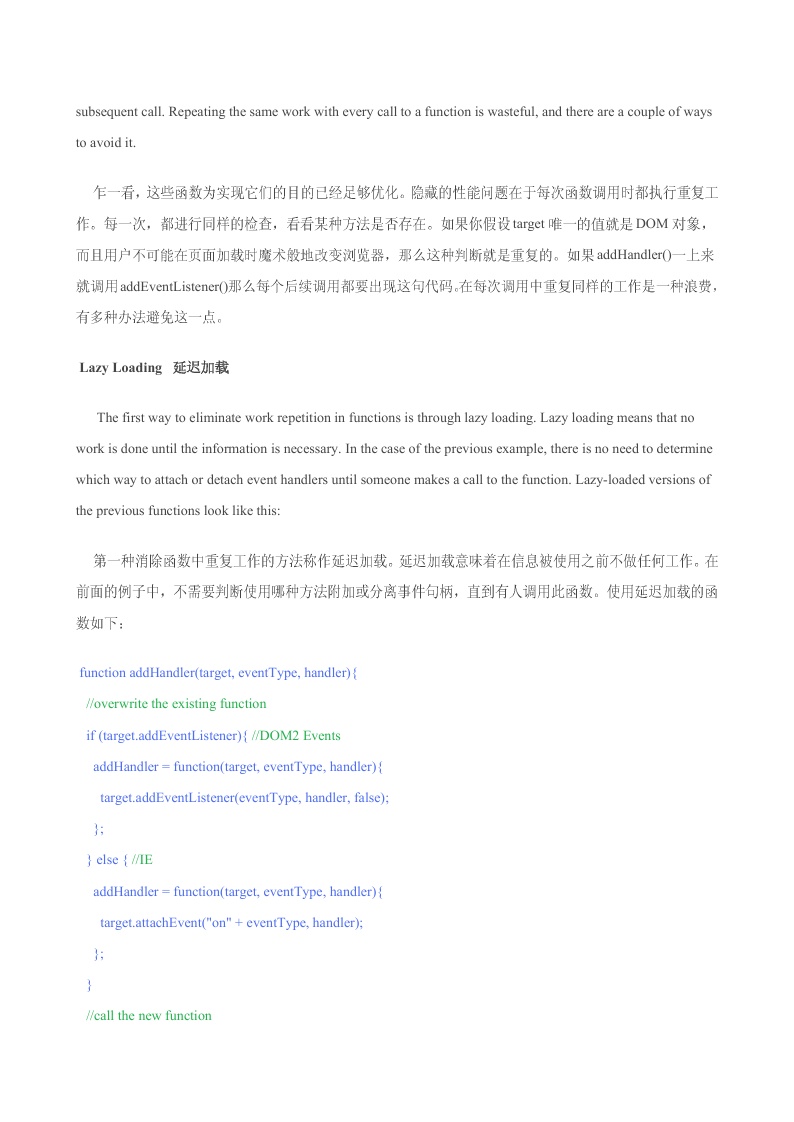 subsequent call. Repeating the same work with every call to a function is wasteful, and there are a couple of ways
to avoid it.
乍一看，这些函数为实现它们的目的已经足够优化。隐藏的性能问题在于每次函数调用时都执行重复工
作。每一次，都进行同样的检查，看看某种方法是否存在。如果你假设 target 唯一的值就是 DOM 对象，
而且用户不可能在页面加载时魔术般地改变浏览器，那么这种判断就是重复的。如果 addHandler()一上来
就调用 addEventListener()那么每个后续调用都要出现这句代码。在每次调用中重复同样的工作是一种浪费，
有多种办法避免这一点。
Lazy Loading 延迟加载
The first way to eliminate work repetition in functions is through lazy loading. Lazy loading means that no
work is done until the information is necessary. In the case of the previous example, there is no need to determine
which way to attach or detach event handlers until someone makes a call to the function. Lazy-loaded versions of
the previous functions look like this:
第一种消除函数中重复工作的方法称作延迟加载。延迟加载意味着在信息被使用之前不做任何工作。在
前面的例子中，不需要判断使用哪种方法附加或分离事件句柄，直到有人调用此函数。使用延迟加载的函
数如下：
function addHandler(target, eventType, handler){
//overwrite the existing function
if (target.addEventListener){ //DOM2 Events
addHandler = function(target, eventType, handler){
target.addEventListener(eventType, handler, false);
};
} else { //IE
addHandler = function(target, eventType, handler){
target.attachEvent("on" + eventType, handler);
};
}
//call the new function